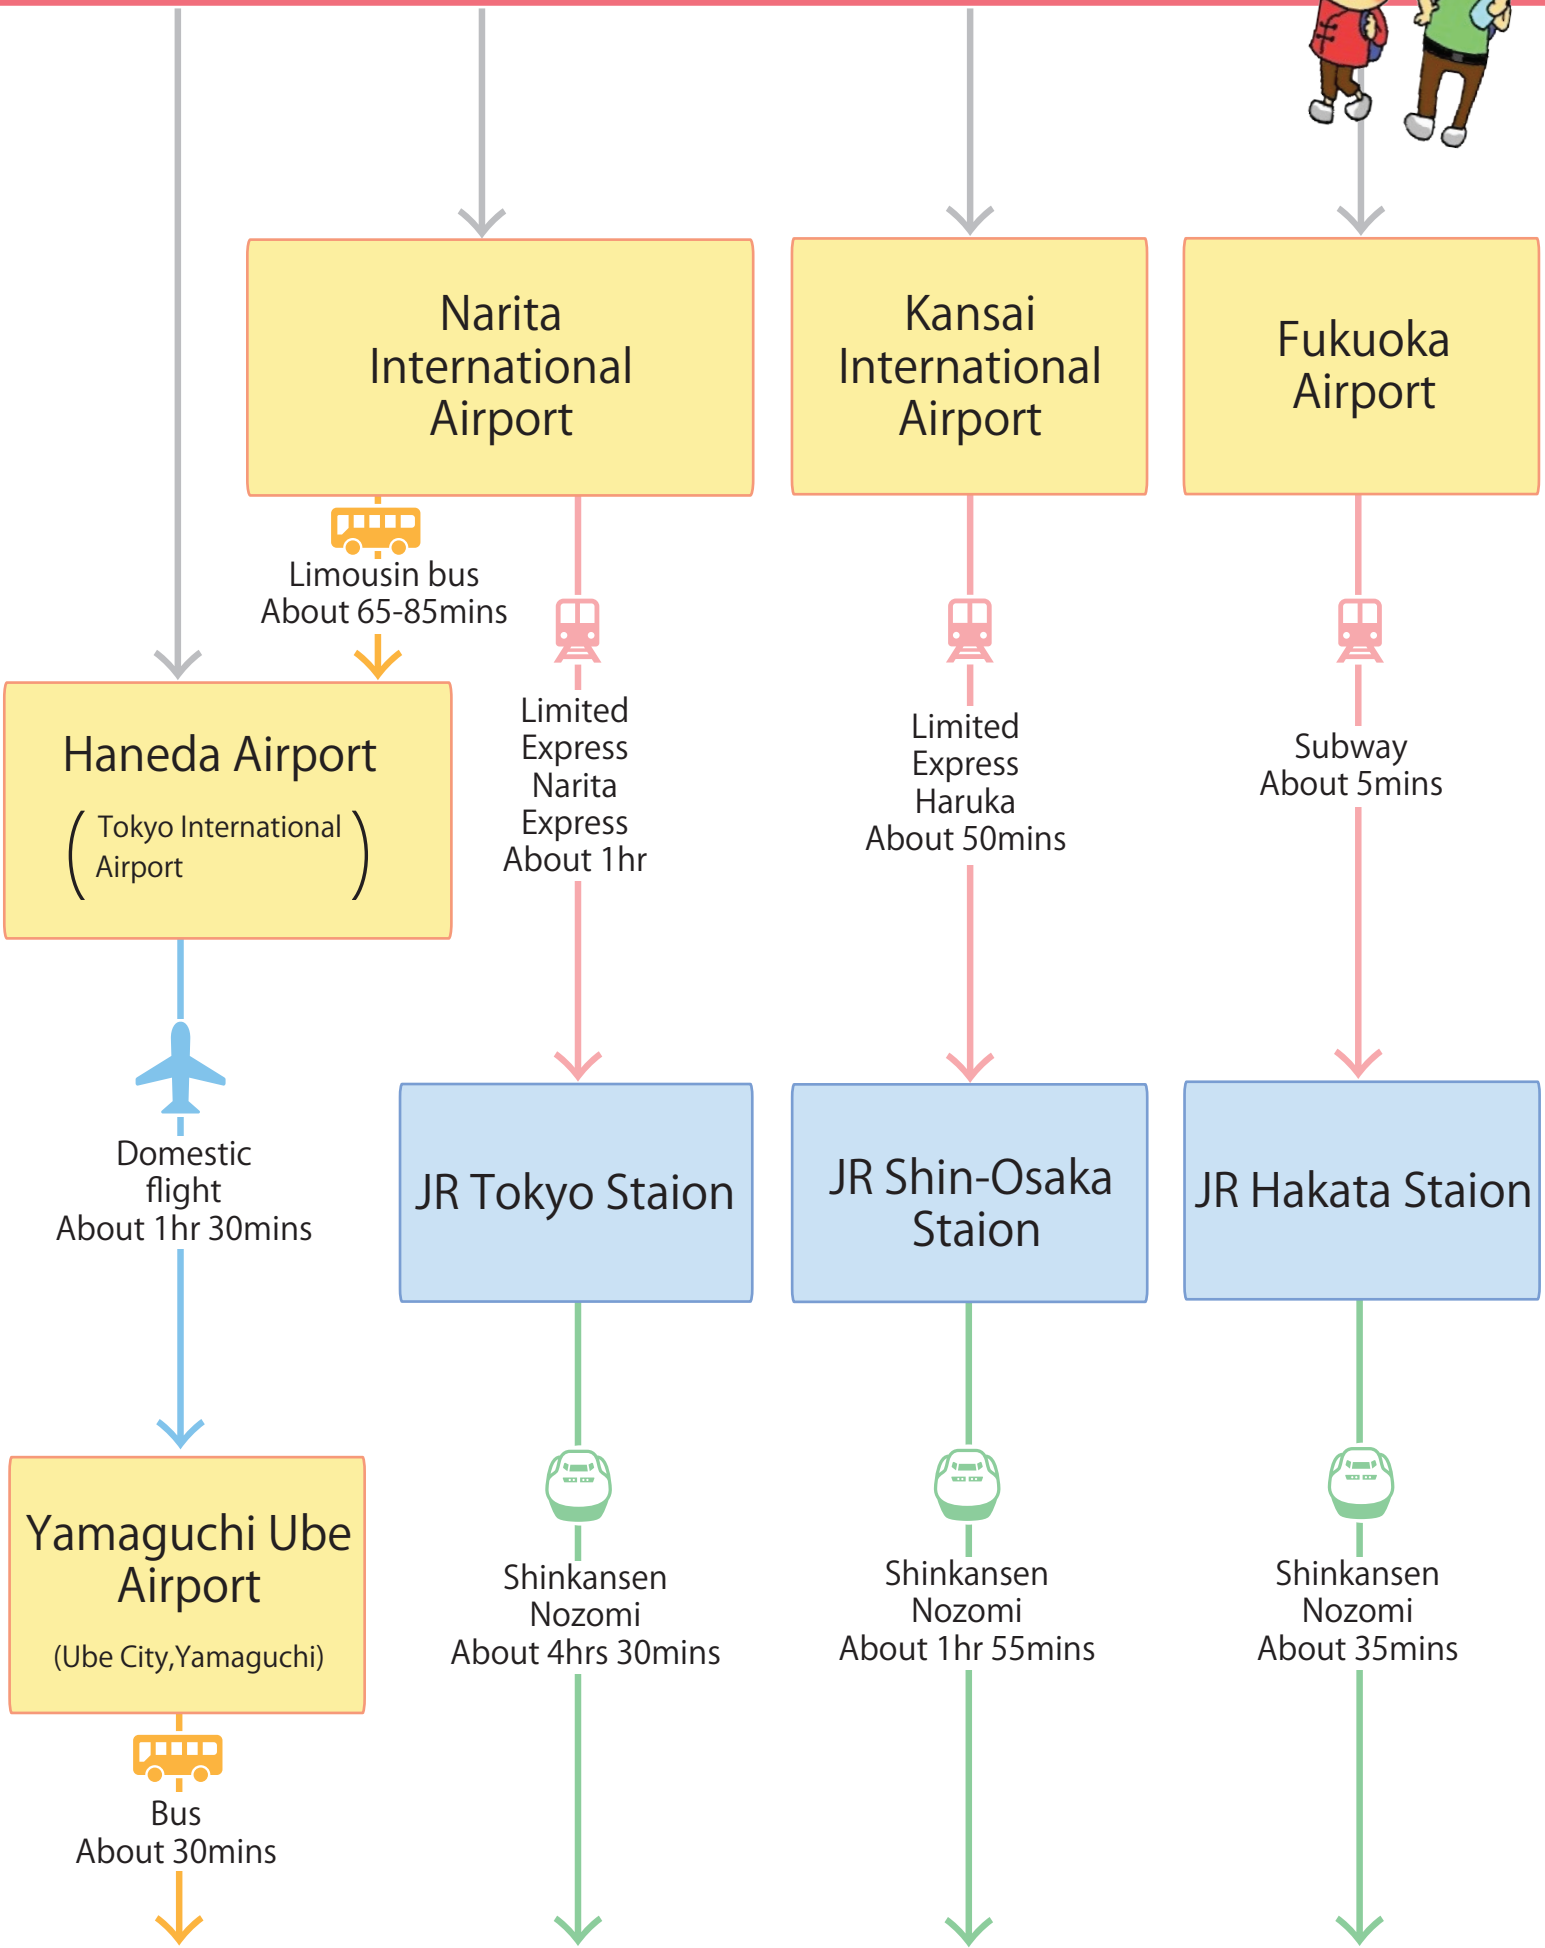 Narita
International
Airport
Kansai
International
Airport
Fukuoka
Airport
Limousin bus
About 65-85mins
Limited
Express
Narita
Express
About 1hr
Limited
Express
Haruka
About 50mins
Subway
About 5mins
Haneda Airport
(Tokyo International
Airport)
Domestic
flight
About 1hr 30mins
JR Tokyo Staion
JR Shin-Osaka
Staion
JR Hakata Staion
Yamaguchi Ube
Airport
(Ube City,Yamaguchi)
Shinkansen
Nozomi
About 4hrs 30mins
Shinkansen
Nozomi
About 1hr 55mins
Shinkansen
Nozomi
About 35mins
Bus
About 30mins